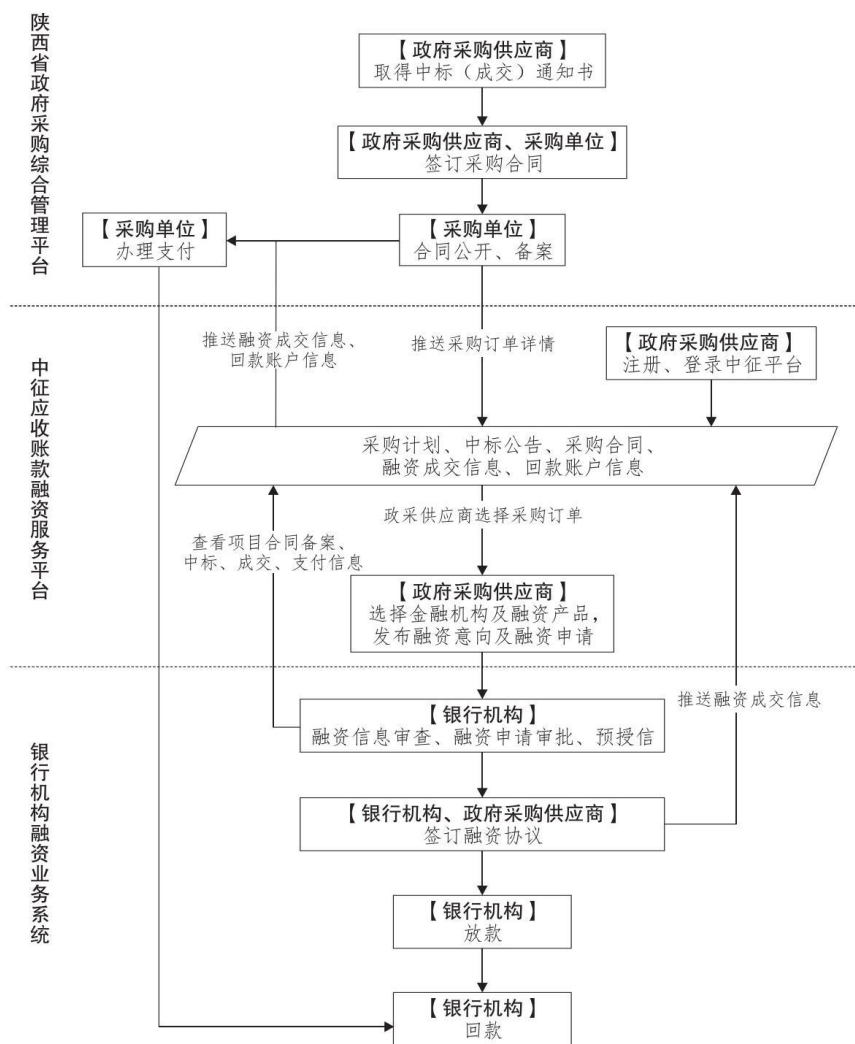 陕西省政府采购综合管理平台
【政府采购供应商】
取得中标（成交）通知书
【政府采购供应商、采购单位】
签订采购合同
【采购单位】
办理支付
【采购单位】
合同公开、备案
中征应收账款融资服务平台
推送融资成交信息、
回款账户信息
推送采购订单详情
【政府采购供应商】
注册、登录中征平台
采购计划、中标公告、采购合同、
融资成交信息、回款账户信息
政采供应商选择采购订单
查看项目合同备案、
中标、成交、支付信息
【政府采购供应商】
选择金融机构及融资产品，
发布融资意向及融资申请
银行机构融资业务系统
【银行机构】
融资信息审查、融资申请审批、预授信
推送融资成交信息
【银行机构、政府采购供应商】
签订融资协议
【银行机构】
放款
【银行机构】
回款